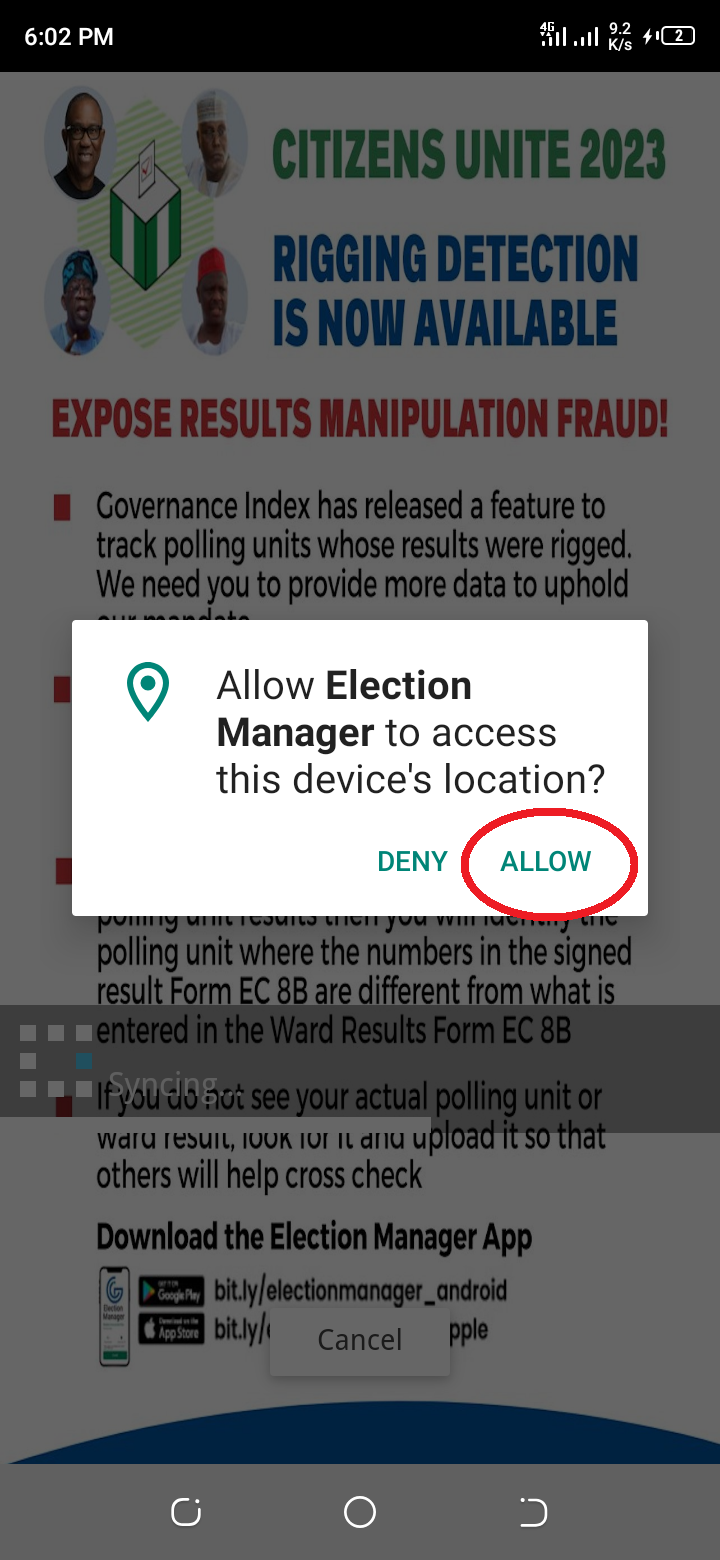 6:02 PM
4G
9.2
K/s
2
CITIZENS UNITE 2023
RIGGING DETECTION
IS NOW AVAILABLE
EXPOSE RESULTS MANIPULATION FRAUD!
Governance Index has released a feature to
track polling units whose results were rigged.
We need you to provide more data to uphold
our mandate
Allow Election
Manager to access
this device's location?
DENY
ALLOW
polling unit results then you will identify the
polling unit where the numbers in the signed
result Form EC 8B are different from what is
entered in the Ward Results Form EC 8B
Syncing...
If you do not see your actual polling unit or
ward result, look for it and upload it so that
others will help cross check
Download the Election Manager App
Election
Manager
GET IT ON
Google Play
bit.ly/electionmanager_android
Download on the
App Store
bit.ly/
Cancel